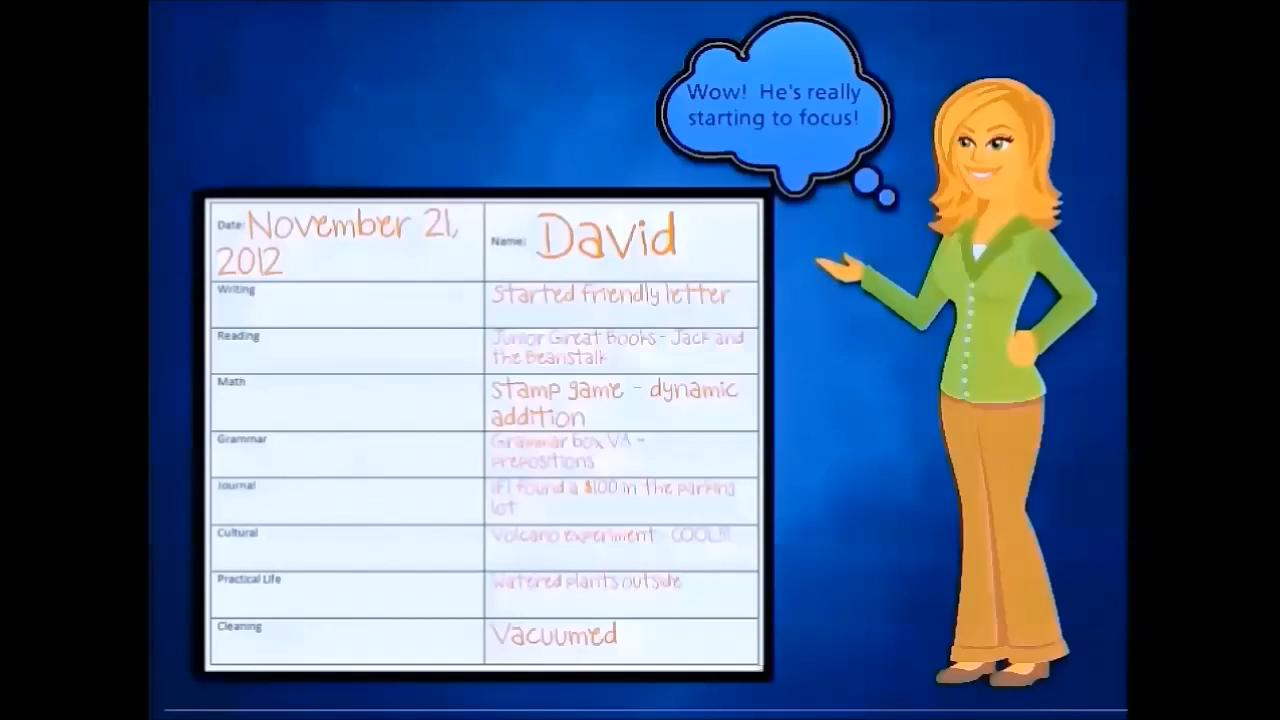 Wow! He's really
starting to focus!
Date: November 21,
2012
Name: David
Writing
Started friendly letter
Reading
Junior Great Books - Jack and
the Beanstalk
Math
Stamp game - dynamic
addition
Grammar
Grammar box VA -
prepositions
Journal
If I found a $100 in the parking
lot
Cultural
Volcano experiment - COOL!!!
Practical Life
Watered plants outside
Cleaning
Vacuumed